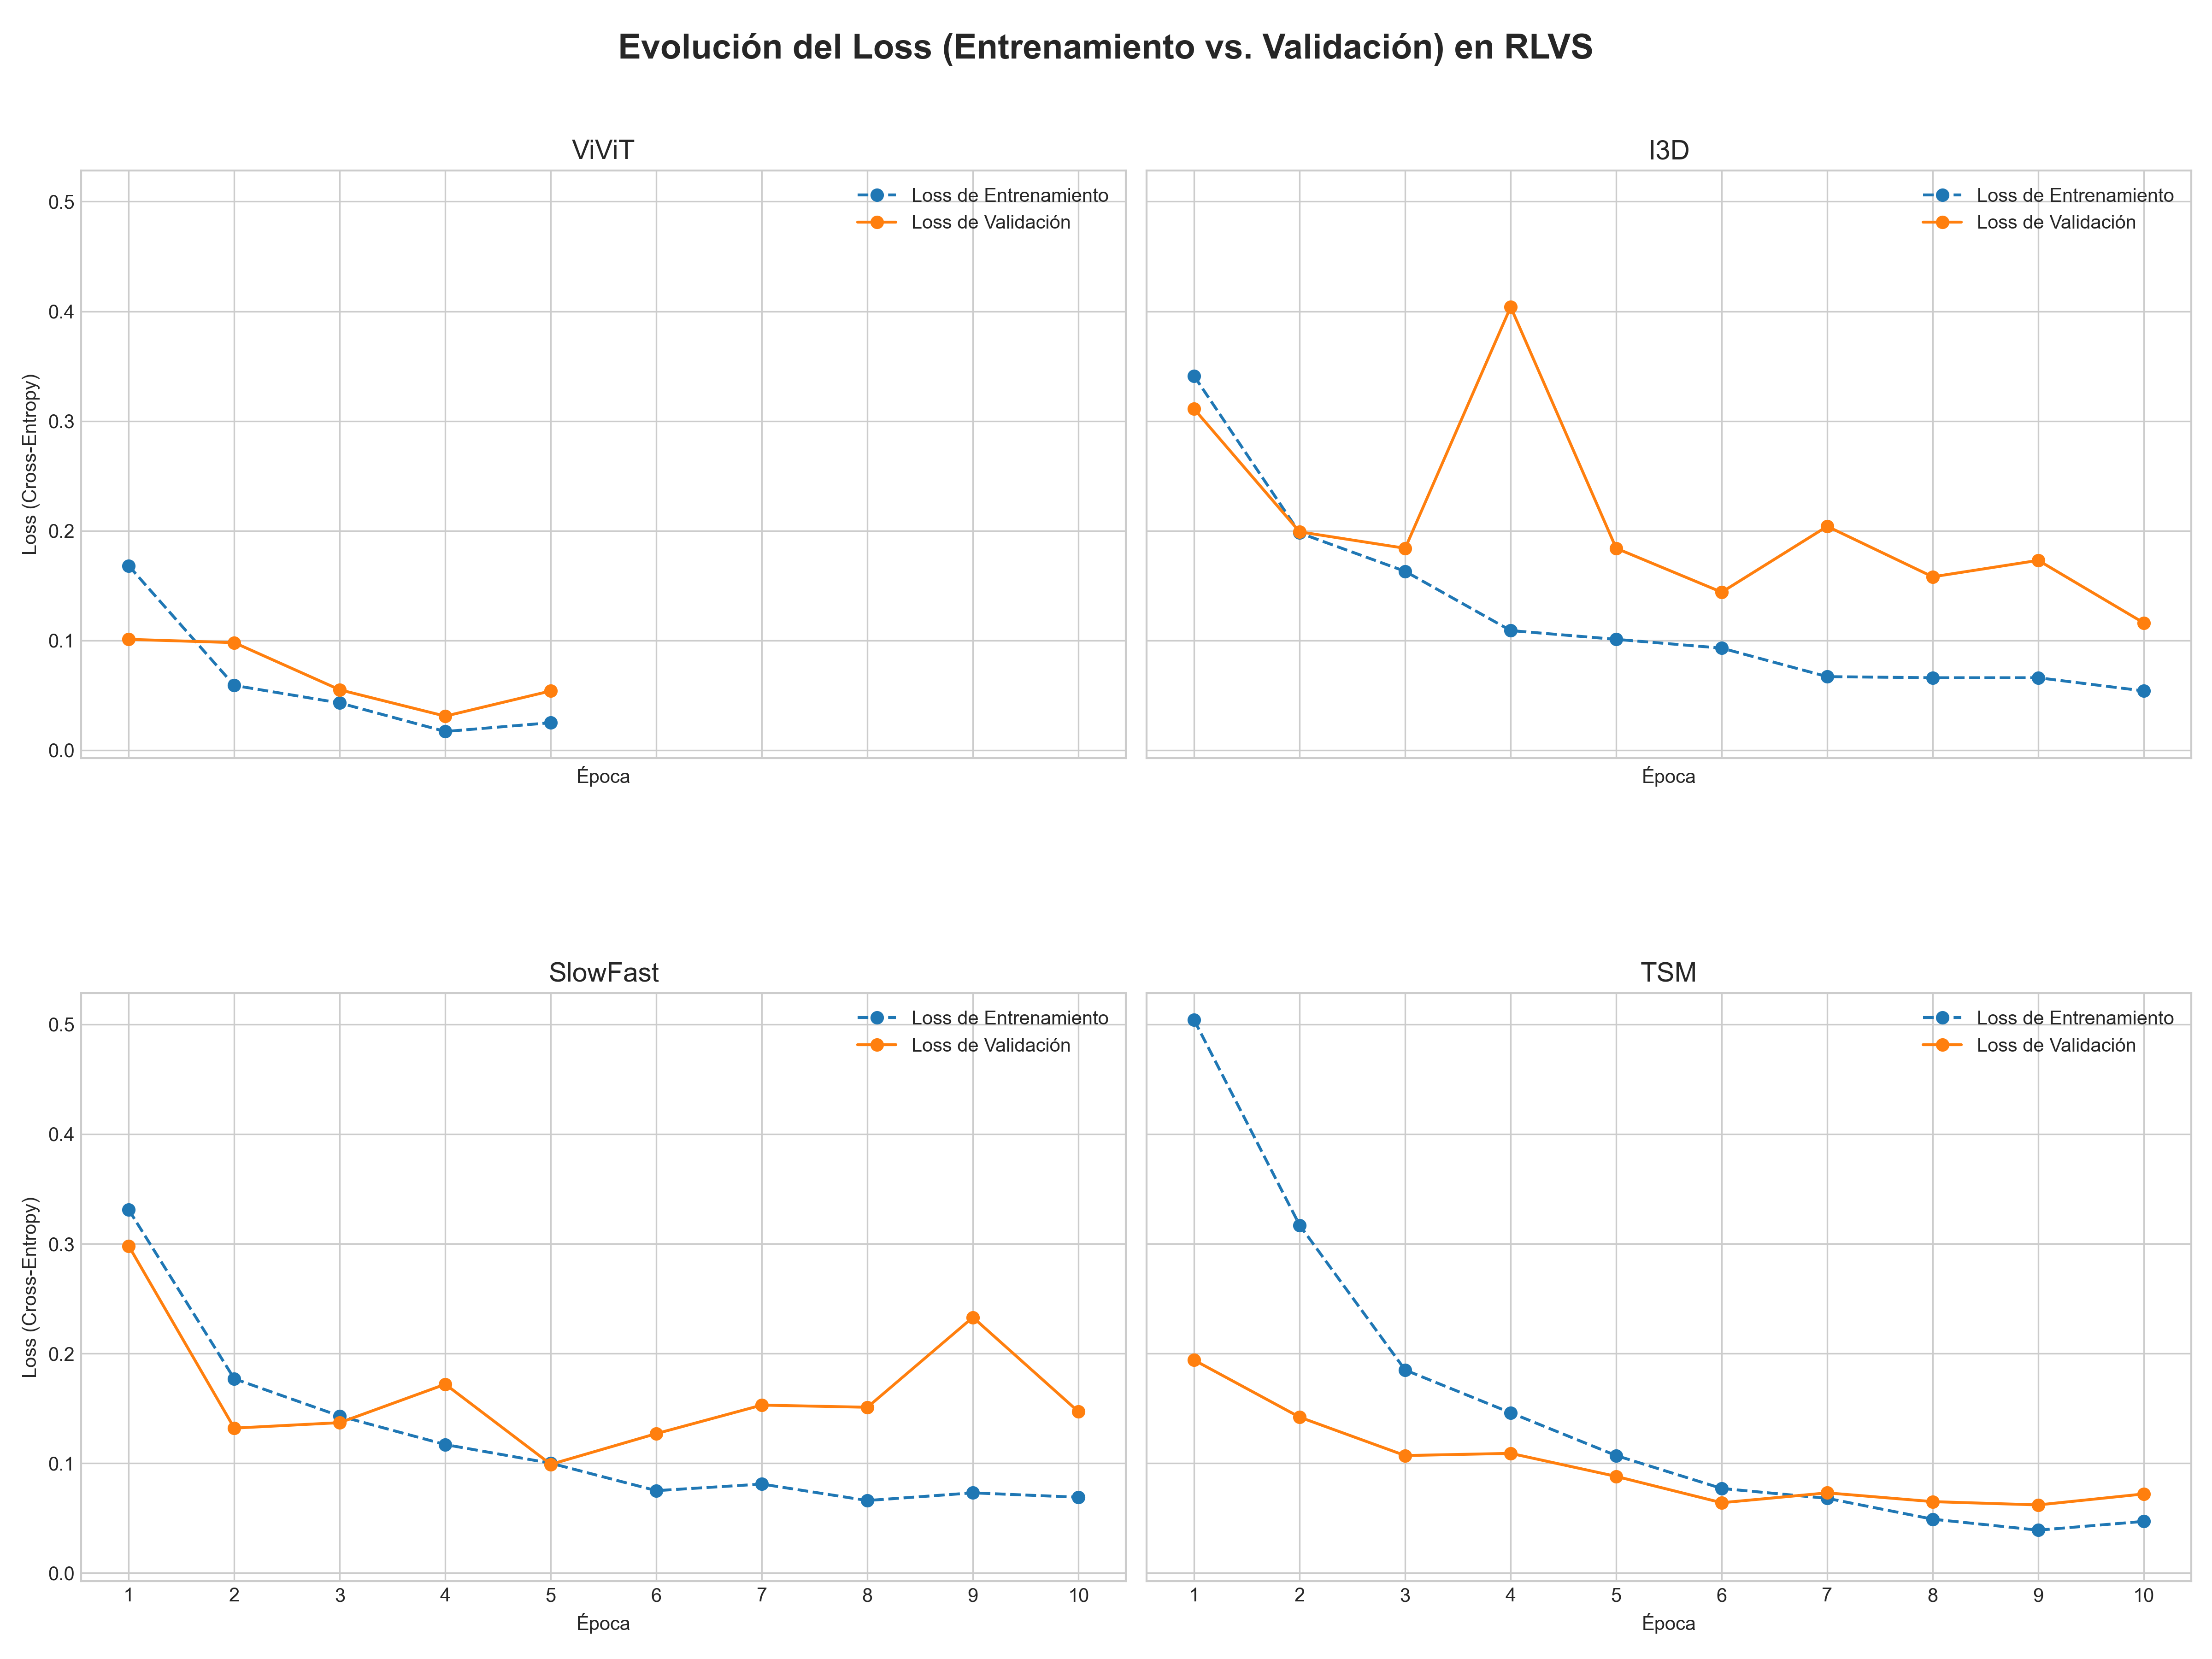 Evolución del Loss (Entrenamiento vs. Validación) en RLVS
ViViT
Loss de Entrenamiento
Loss de Validación
0.5
0.4
0.3
0.2
0.1
0.0
Loss (Cross-Entropy)
Época
I3D
Loss de Entrenamiento
Loss de Validación
Época
SlowFast
Loss de Entrenamiento
Loss de Validación
0.5
0.4
0.3
0.2
0.1
0.0
Loss (Cross-Entropy)
1 2 3 4 5 6 7 8 9 10
Época
TSM
Loss de Entrenamiento
Loss de Validación
1 2 3 4 5 6 7 8 9 10
Época